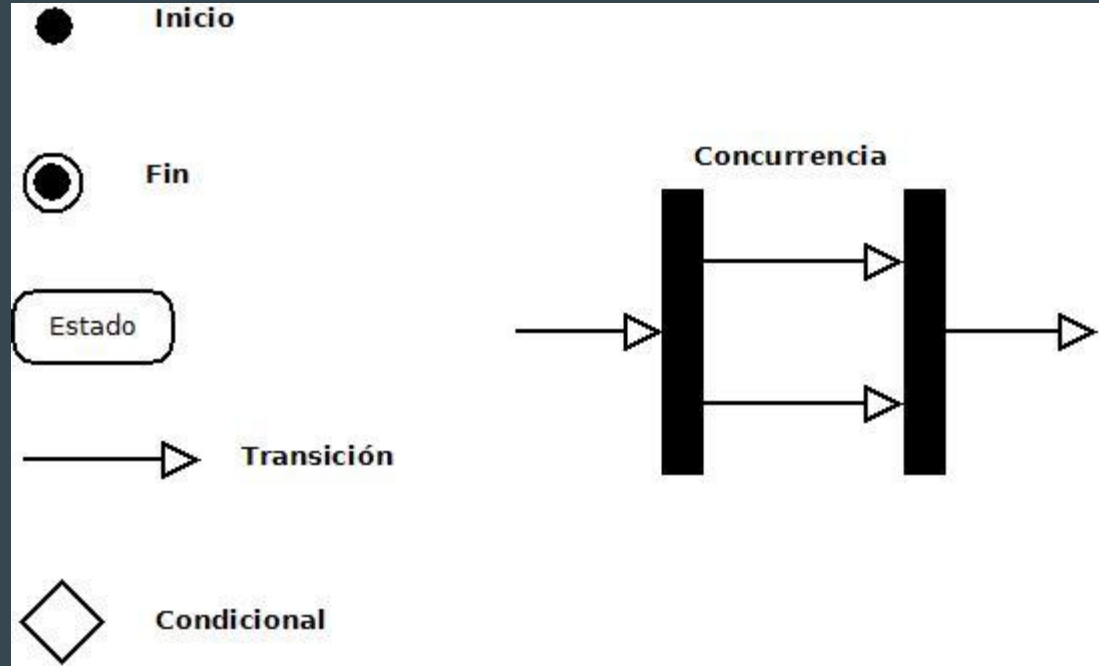 Inicio
Fin
Concurrencia
Estado
Transición
Condicional